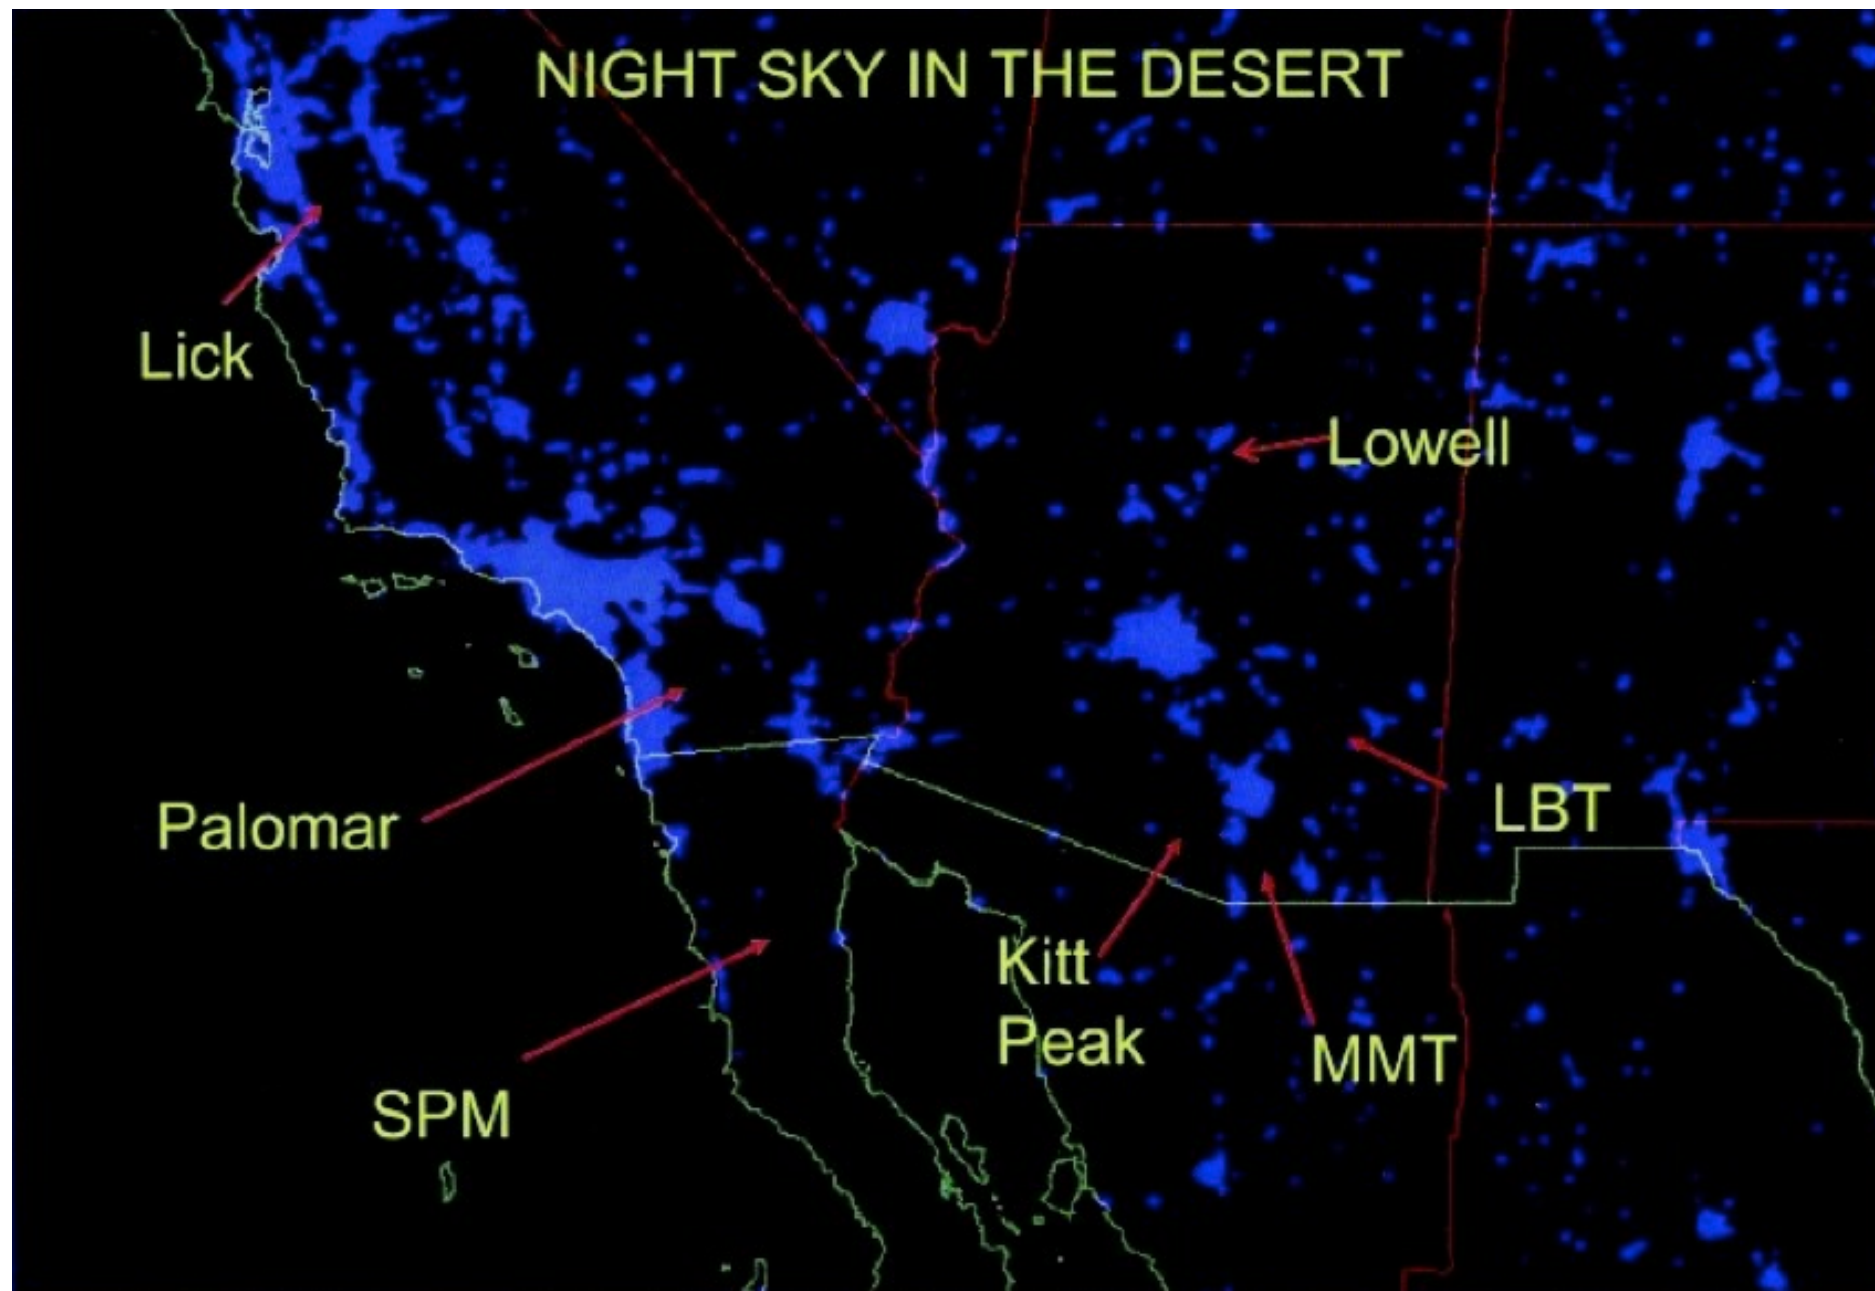 NIGHT SKY IN THE DESERT
Lick
Lowell
Palomar
LBT
Kitt
Peak
MMT
SPM